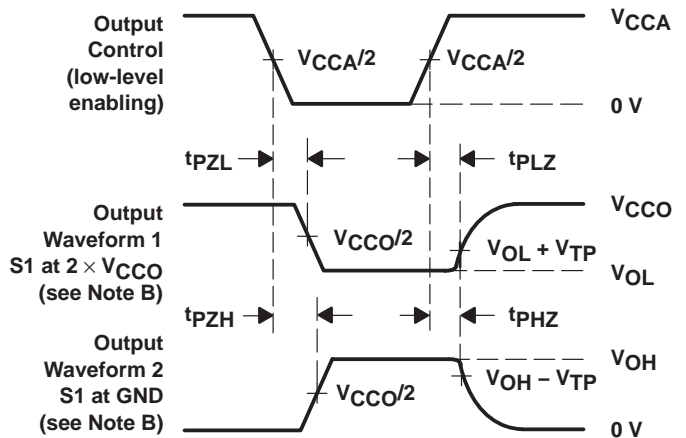 Output
Control
(low-level
enabling)
VCCA/2
VCCA/2
VCCA
0 V
tPZL
tPLZ
Output
Waveform 1
S1 at 2 × VCCO
(see Note B)
VCCO/2
VCCO
VOL + VTP
VOL
tPZH
tPHZ
Output
Waveform 2
S1 at GND
(see Note B)
VCCO/2
VOH
VOH − VTP
0 V